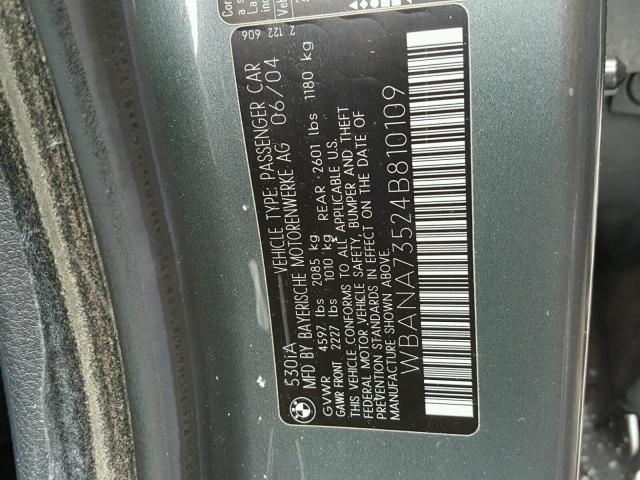 530iA VEHICLE TYPE: PASSENGER CAR
MFD BY BAYERISCHE MOTORENWERKE AG 06/04
GVWR 4597 lbs 2085 kg REAR: 2601 lbs 1180 kg
GAWR FRONT 2227 lbs 1010 kg
THIS VEHICLE CONFORMS TO ALL APPLICABLE U.S.
FEDERAL MOTOR VEHICLE SAFETY, BUMPER AND THEFT
PREVENTION STANDARDS IN EFFECT ON THE DATE OF
MANUFACTURE SHOWN ABOVE.
WBANA73524B810109
2 122 606